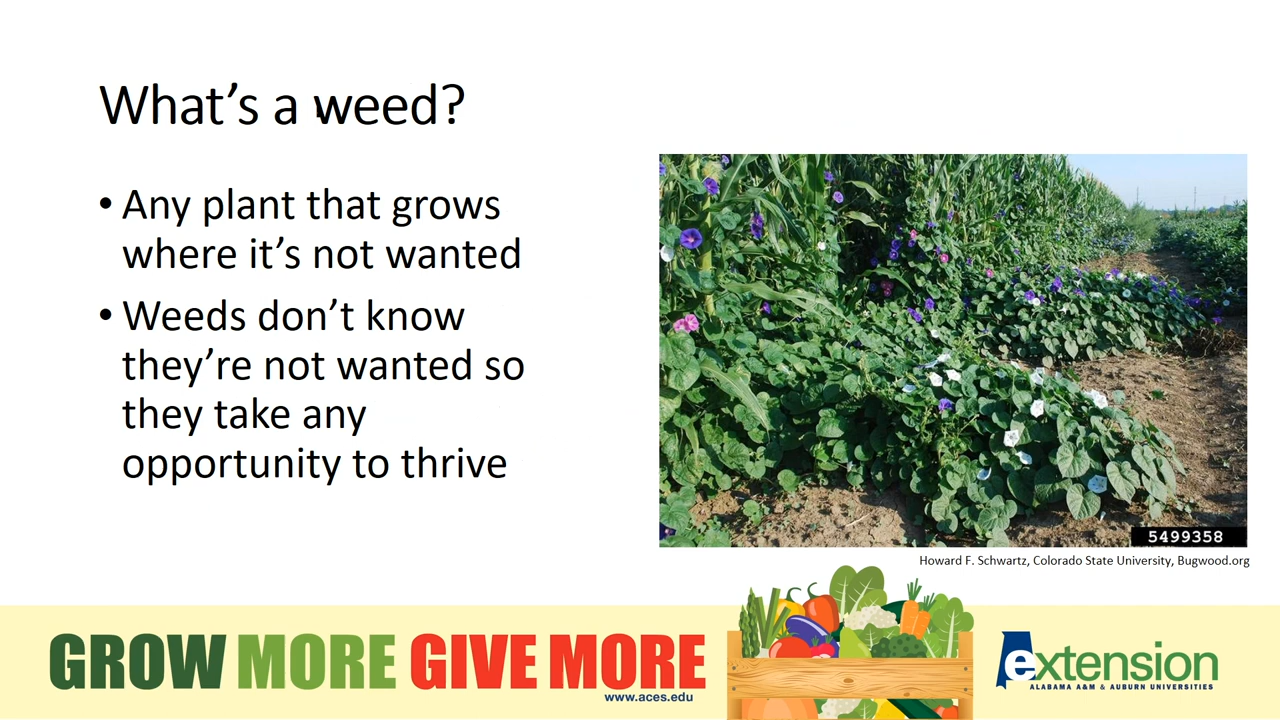 What's a weed?
• Any plant that grows
where it's not wanted
• Weeds don't know
they're not wanted so
they take any
opportunity to thrive
5499358
Howard F. Schwartz, Colorado State University, Bugwood.org
GROW MORE GIVE MORE
www.aces.edu
extension
ALABAMA A&M & AUBURN UNIVERSITIES